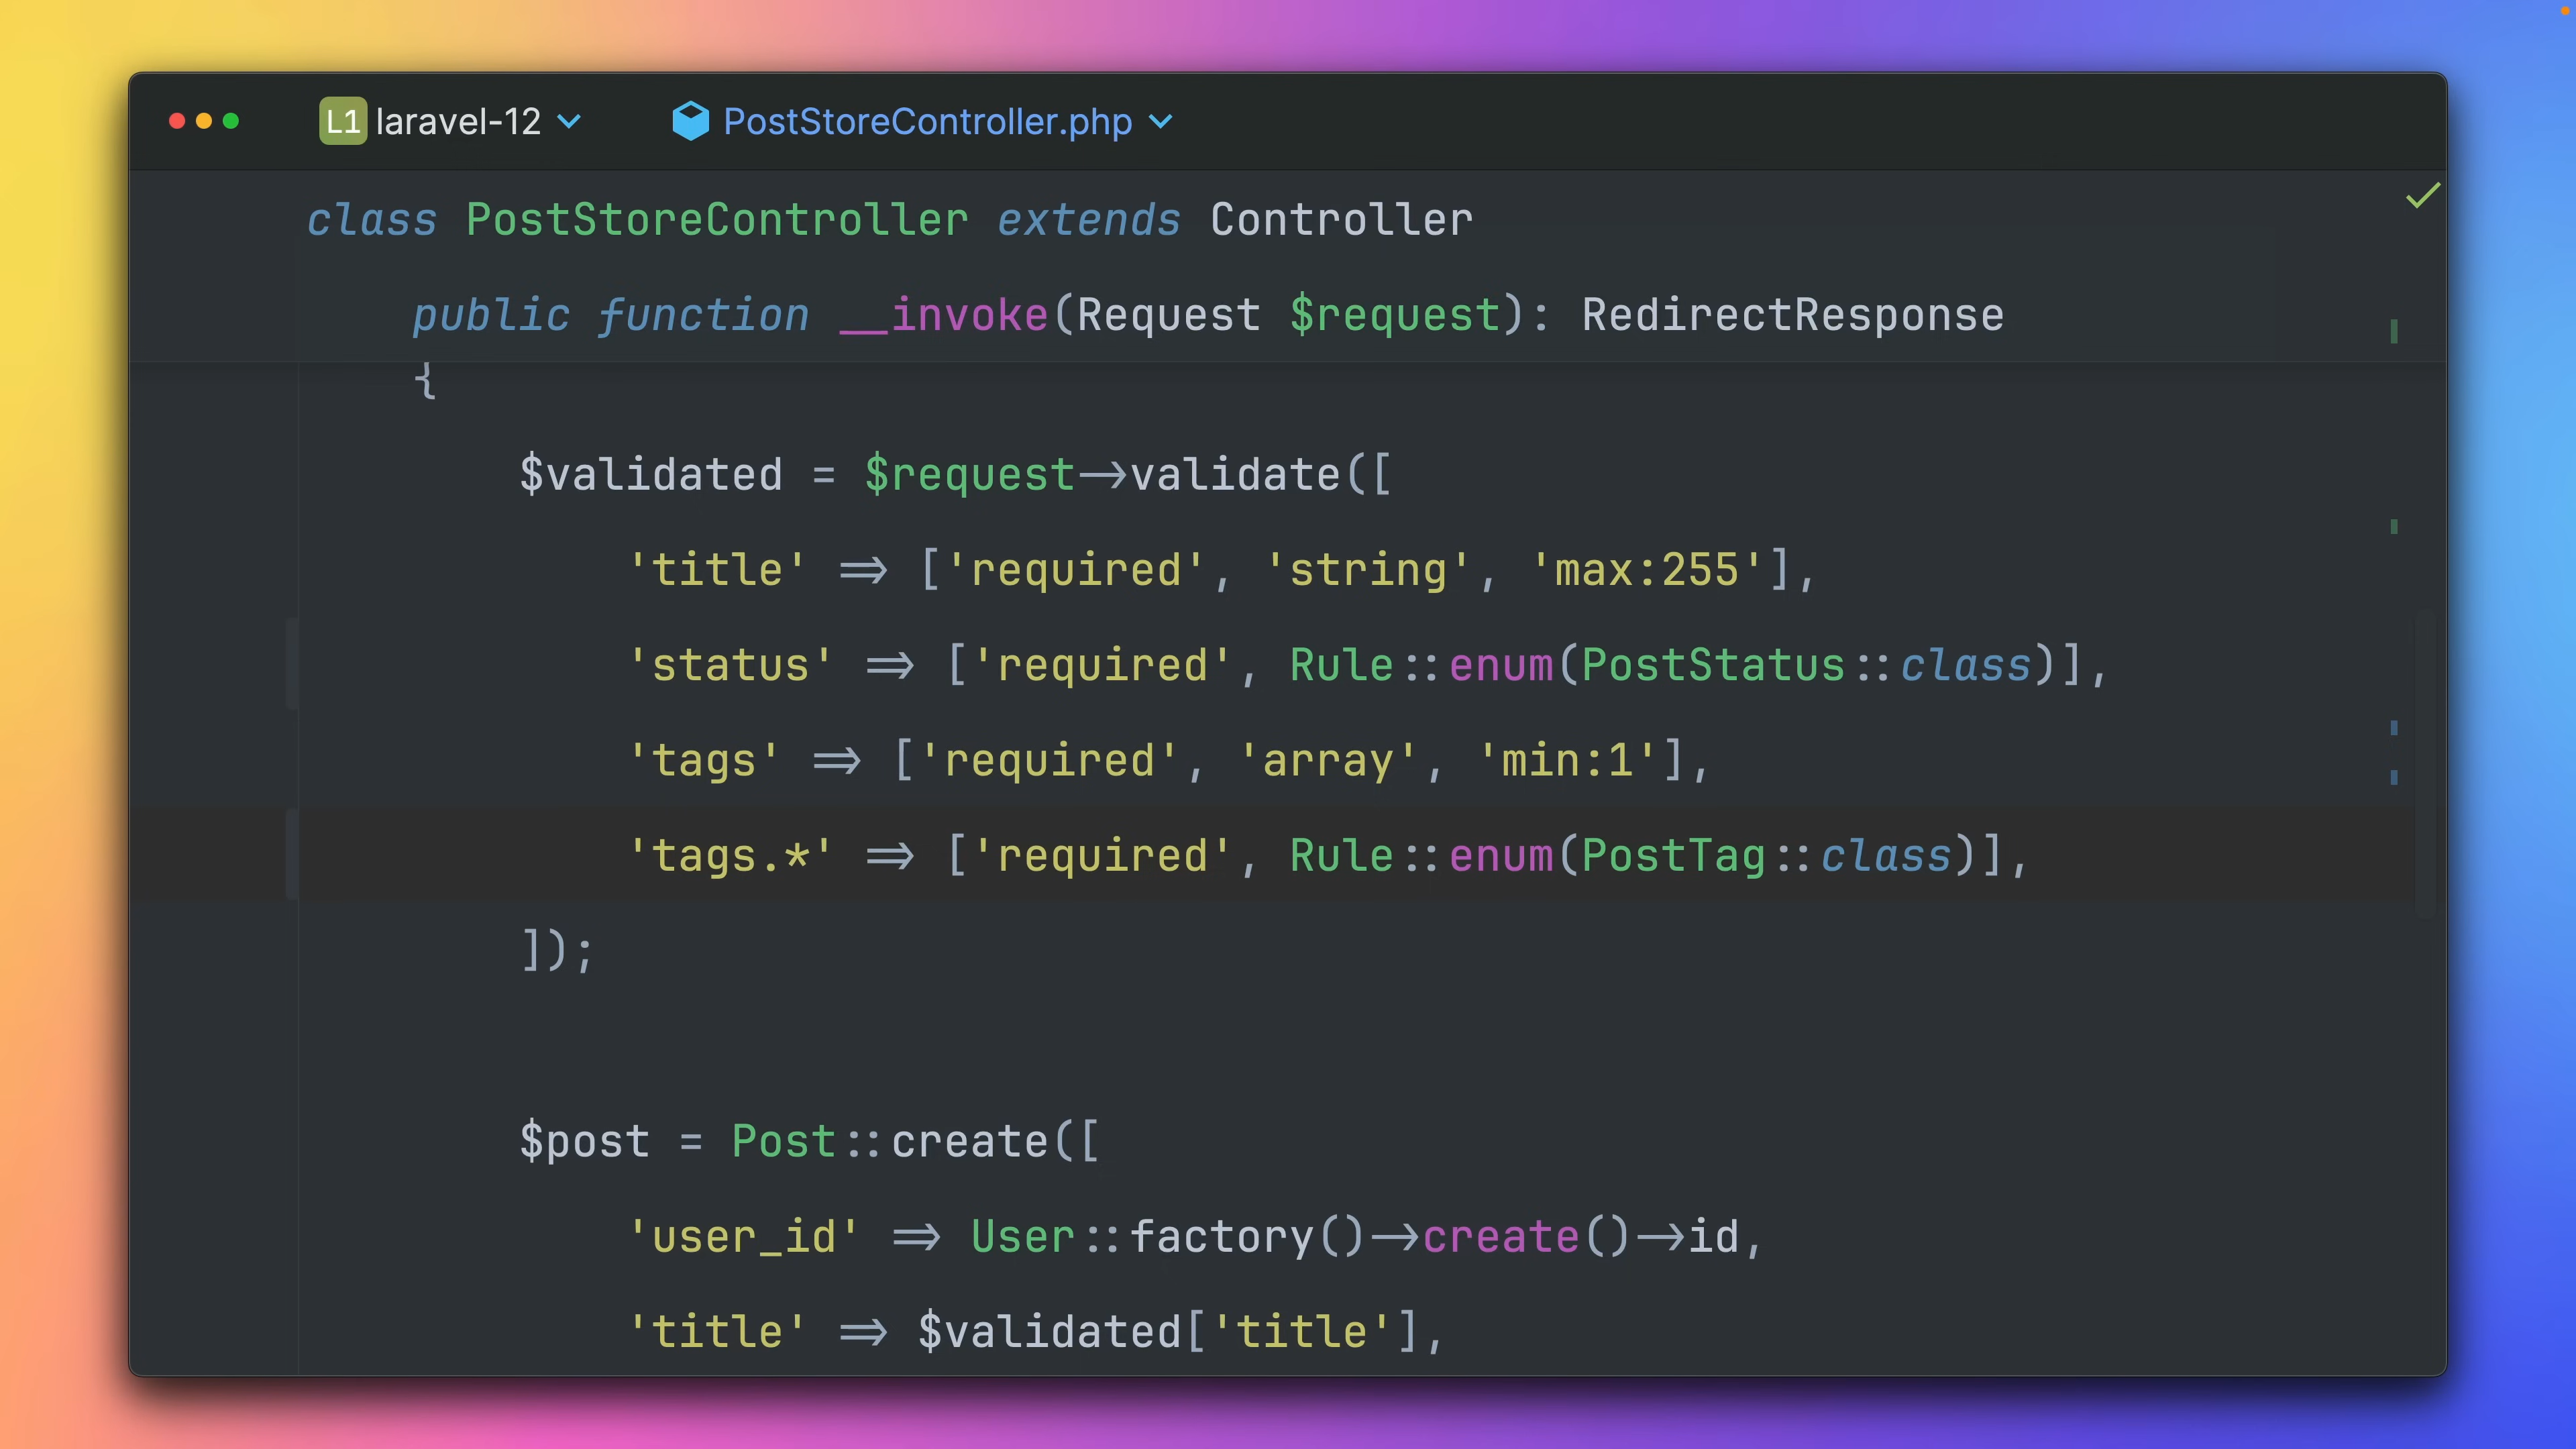 L1 laravel-12 PostStoreController.php
class PostStoreController extends Controller
public function __invoke(Request $request): RedirectResponse
{
$validated = $request->validate([
'title' => ['required', 'string', 'max:255'],
'status' => ['required', Rule::enum(PostStatus::class)],
'tags' => ['required', 'array', 'min:1'],
'tags.*' => ['required', Rule::enum(PostTag::class)],
]);
$post = Post::create([
'user_id' => User::factory()->create()->id,
'title' => $validated['title'],